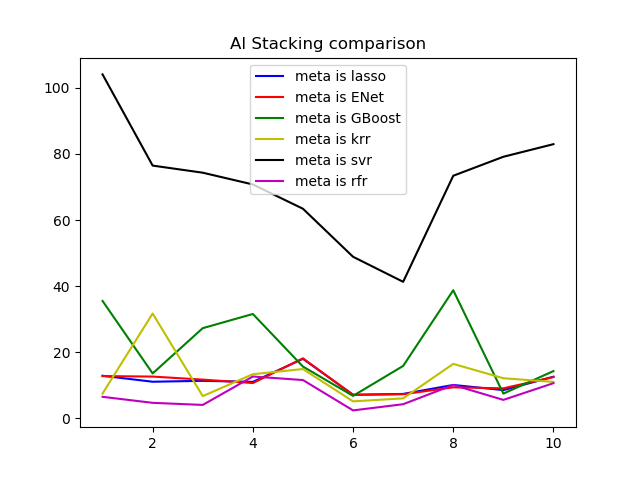 Al Stacking comparison
meta is lasso
meta is ENet
meta is GBoost
meta is krr
meta is svr
meta is rfr
100
80
60
40
20
0
2 4 6 8 10